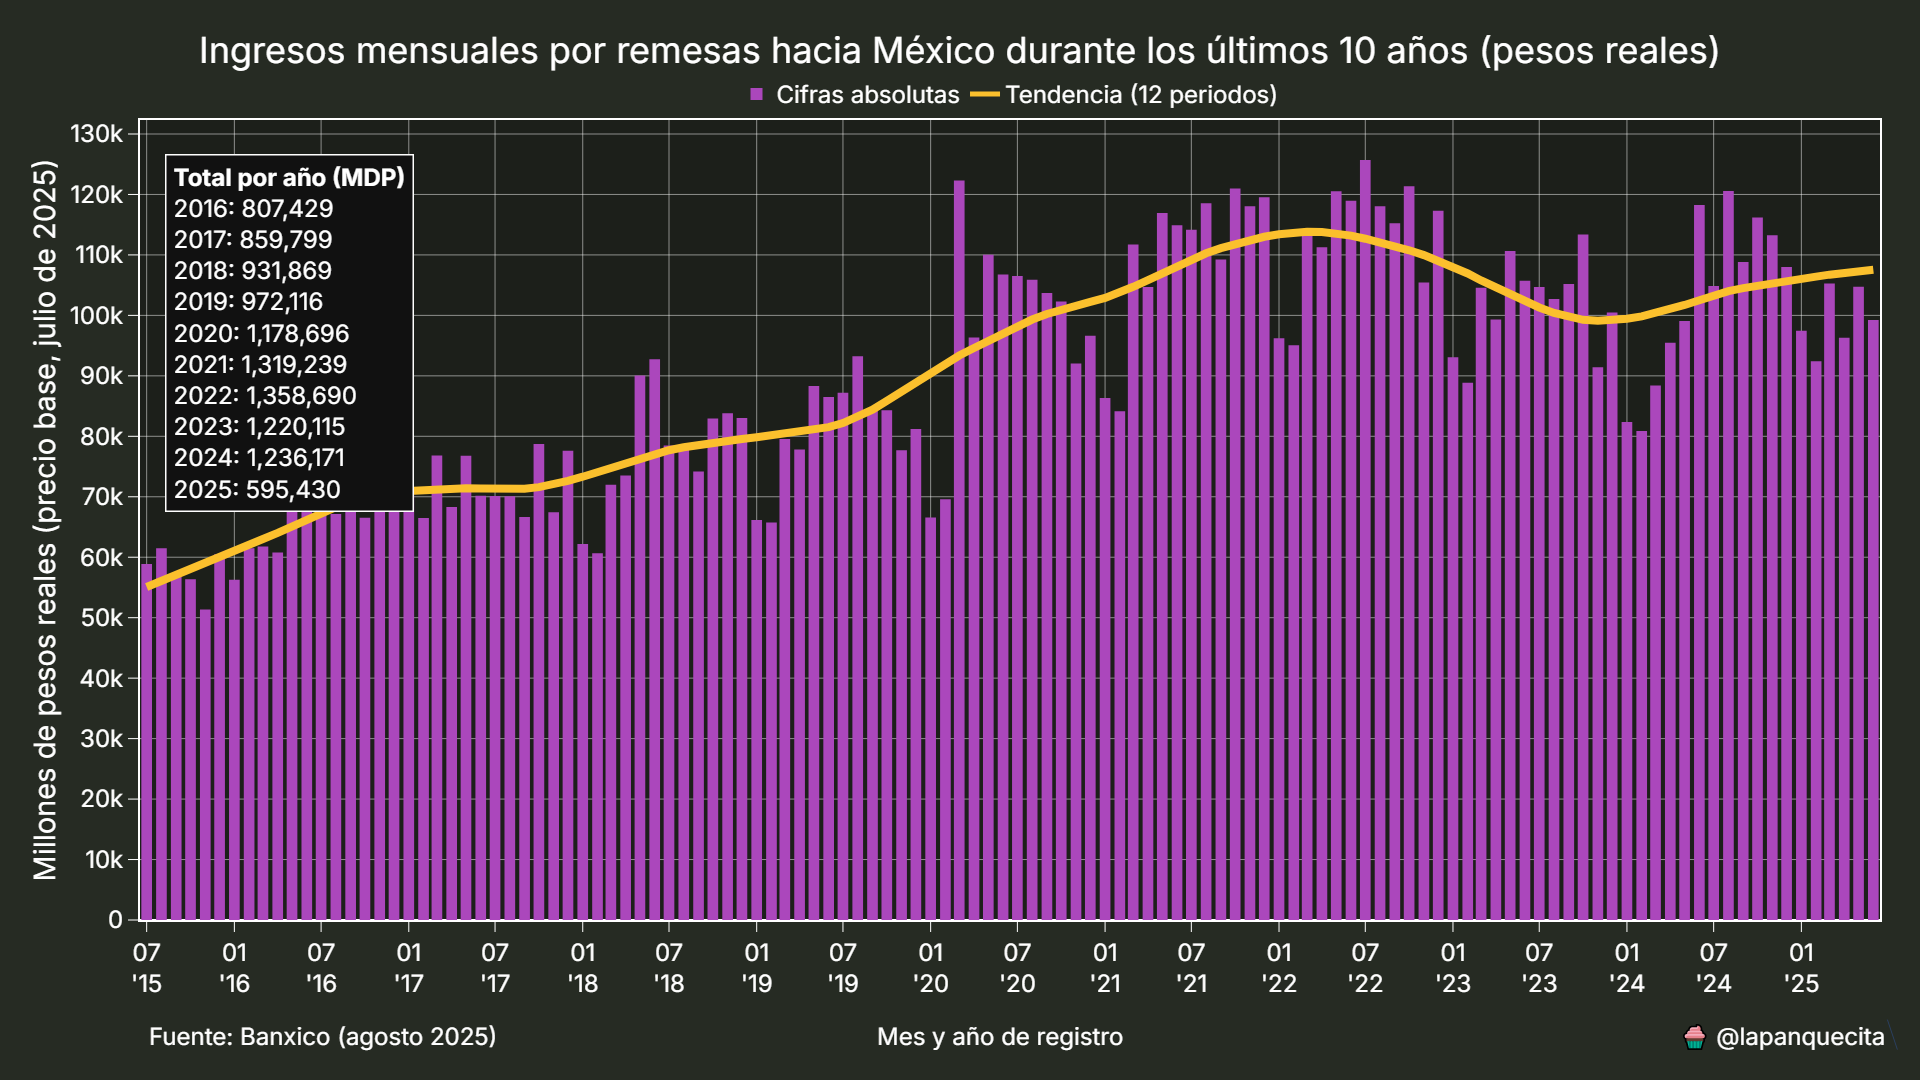 Ingresos mensuales por remesas hacia México durante los últimos 10 años (pesos reales)
Cifras absolutas
Tendencia (12 periodos)
Millones de pesos reales (precio base, julio de 2025)
130k
120k
110k
100k
90k
80k
70k
60k
50k
40k
30k
20k
10k
0
Total por año (MDP)
2016: 807,429
2017: 859,799
2018: 931,869
2019: 972,116
2020: 1,178,696
2021: 1,319,239
2022: 1,358,690
2023: 1,220,115
2024: 1,236,171
2025: 595,430
07 '15
01 '16
07 '16
01 '17
07 '17
01 '18
07 '18
01 '19
07 '19
01 '20
07 '20
01 '21
07 '21
01 '22
07 '22
01 '23
07 '23
01 '24
07 '24
01 '25
Fuente: Banxico (agosto 2025)
Mes y año de registro
@lapanquecita